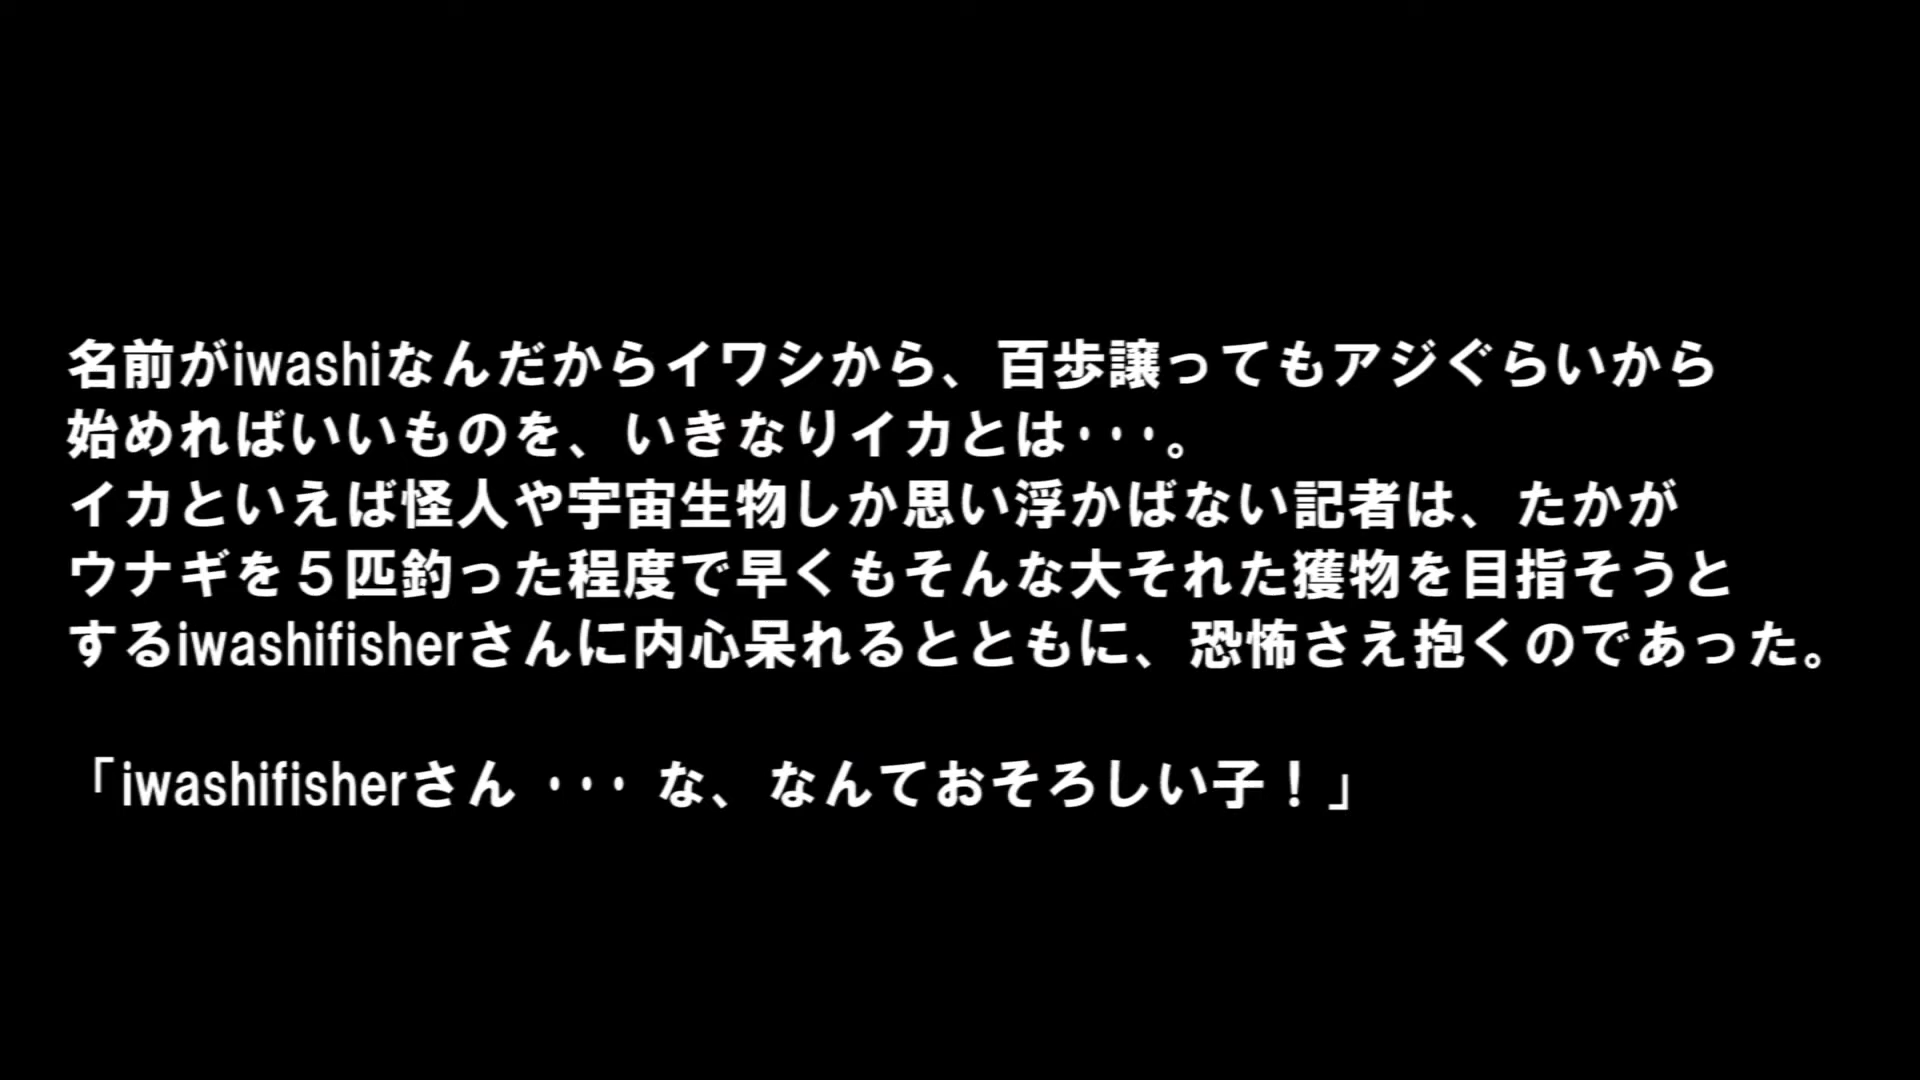 名前がiwashiなんだからイワシから、百歩譲ってもアジぐらいから
始めればいいものを、いきなりイカとは･･･。
イカといえば怪人や宇宙生物しか思い浮かばない記者は、たかが
ウナギを５匹釣った程度で早くもそんな大それた獲物を目指そうと
するiwashifisherさんに内心呆れるとともに、恐怖さえ抱くのであった。
「iwashifisherさん ･･･ な、なんておそろしい子！」